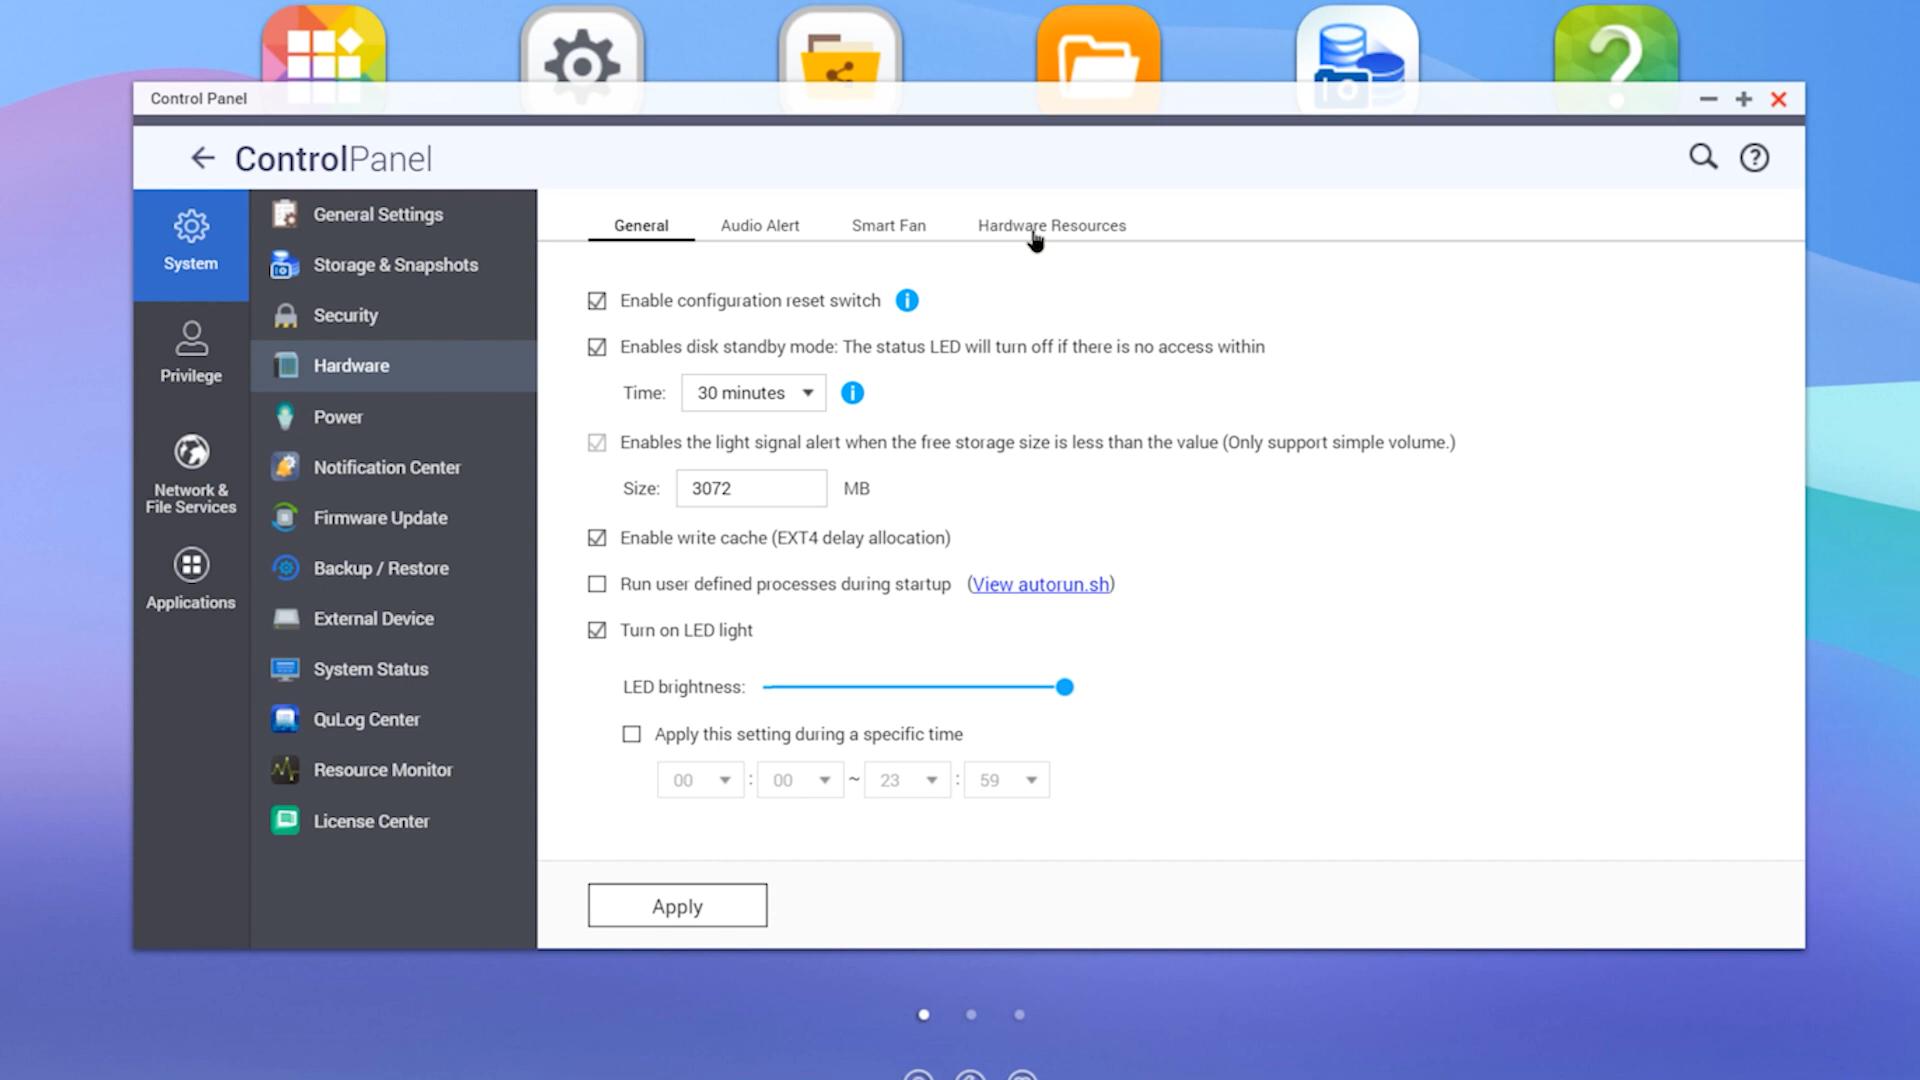 Control Panel
ControlPanel
System
Privilege
Network &
File Services
Applications
General Settings
Storage & Snapshots
Security
Hardware
Power
Notification Center
Firmware Update
Backup / Restore
External Device
System Status
QuLog Center
Resource Monitor
License Center
General Audio Alert Smart Fan Hardware Resources
Enable configuration reset switch
Enables disk standby mode: The status LED will turn off if there is no access within
Time: 30 minutes
Enables the light signal alert when the free storage size is less than the value (Only support simple volume.)
Size: 3072 MB
Enable write cache (EXT4 delay allocation)
Run user defined processes during startup (View autorun.sh)
Turn on LED light
LED brightness:
Apply this setting during a specific time
00 : 00 ~ 23 : 59
Apply